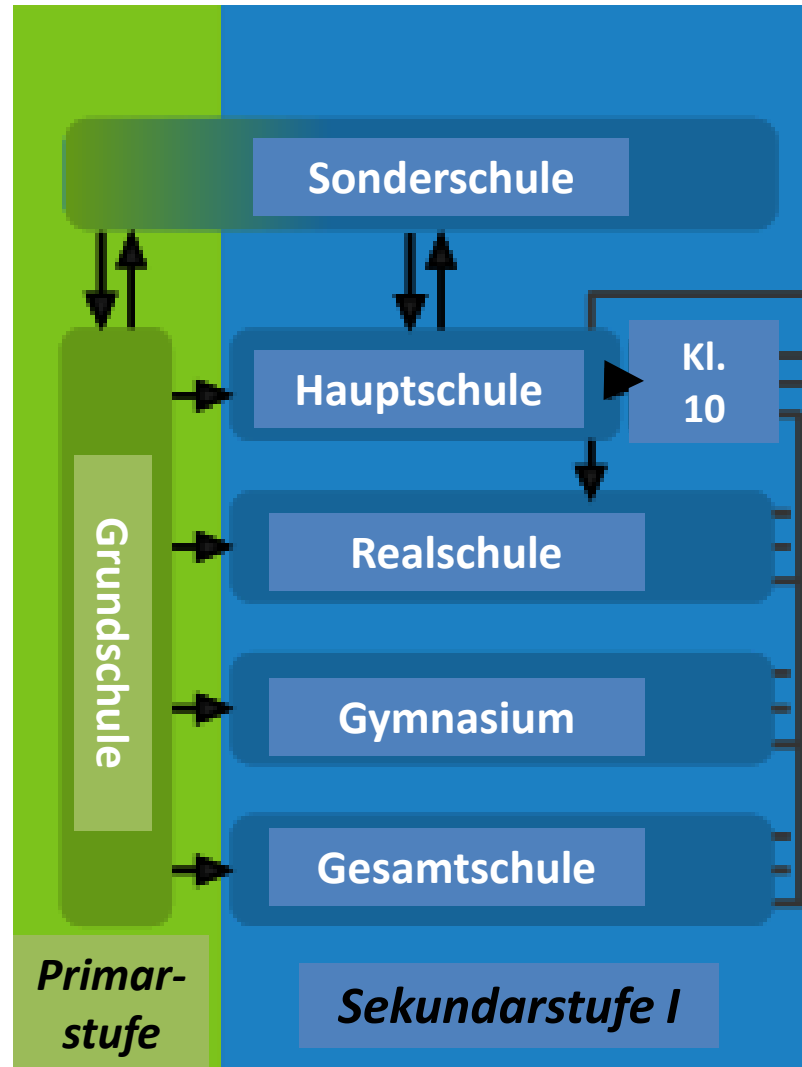 Sonderschule
Hauptschule
Kl.
10
Grundschule
Realschule
Gymnasium
Gesamtschule
Primar-
stufe
Sekundarstufe I